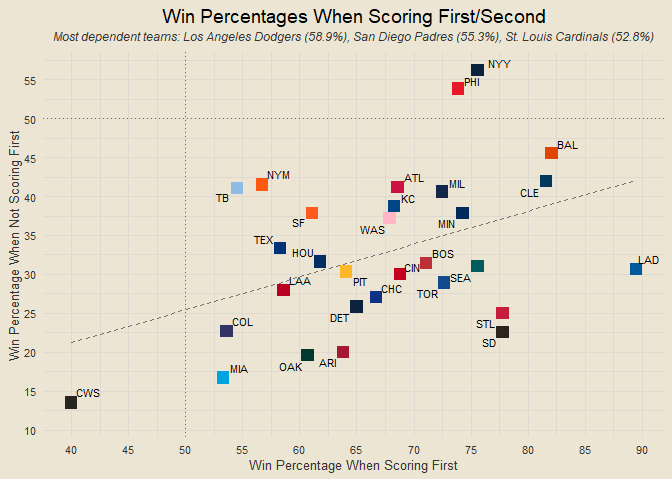 Win Percentages When Scoring First/Second
Most dependent teams: Los Angeles Dodgers (58.9%), San Diego Padres (55.3%), St. Louis Cardinals (52.8%)
Win Percentage When Not Scoring First
55
50
45
40
35
30
25
20
15
10
NYY
PHI
BAL
CLE
NYM
TB
ATL
MIL
KC
SF
WAS
MIN
TEX
HOU
BOS
LAD
CIN
SEA
PIT
LAA
TOR
CHC
DET
STL
COL
SD
OAK
ARI
MIA
CWS
40 45 50 55 60 65 70 75 80 85 90
Win Percentage When Scoring First